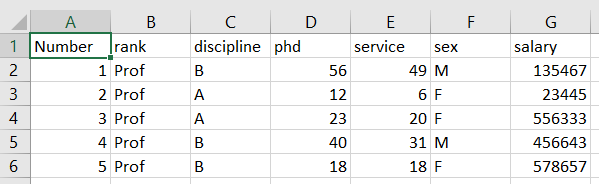 A B C D E F G
1 Number rank discipline phd service sex salary
2 1 Prof B 56 49 M 135467
3 2 Prof A 12 6 F 23445
4 3 Prof A 23 20 F 556333
5 4 Prof B 40 31 M 456643
6 5 Prof B 18 18 F 578657